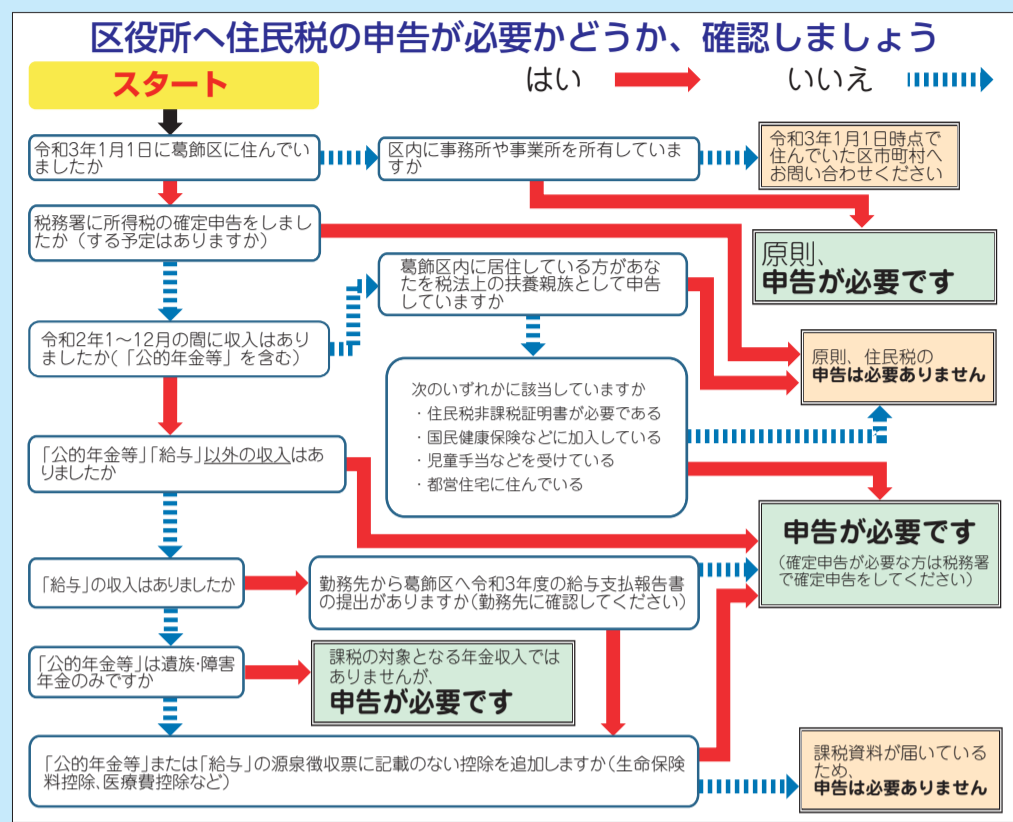 区役所へ住民税の申告が必要かどうか、確認しましょう
スタート
はい
いいえ
令和3年1月1日に葛飾区に住んでい
ましたか
区内に事務所や事業所を所有していま
すか
令和3年1月1日時点で
住んでいた区市町村へ
お問い合わせください
税務署に所得税の確定申告をしまし
たか（する予定はありますか）
原則、
申告が必要です
葛飾区内に居住している方があな
たを税法上の扶養親族として申告
していますか
令和2年1〜12月の間に収入はあり
ましたか(「公的年金等」を含む）
原則、住民税の
申告は必要ありません
次のいずれかに該当していますか
・住民税非課税証明書が必要である
・国民健康保険などに加入している
・児童手当などを受けている
・都営住宅に住んでいる
「公的年金等」「給与」以外の収入はあ
りましたか
申告が必要です
（確定申告が必要な方は税務署
で確定申告をしてください）
「給与」の収入はありましたか
勤務先から葛飾区へ令和3年度の給与支払報告書
の提出がありますか（勤務先に確認してください）
「公的年金等」は遺族・障害
年金のみですか
課税の対象となる年金収入では
ありませんが、
申告が必要です
「公的年金等」または「給与」の源泉徴収票に記載のない控除を追加しますか（生命保険
料控除、医療費控除など）
課税資料が届いている
ため、
申告は必要ありません